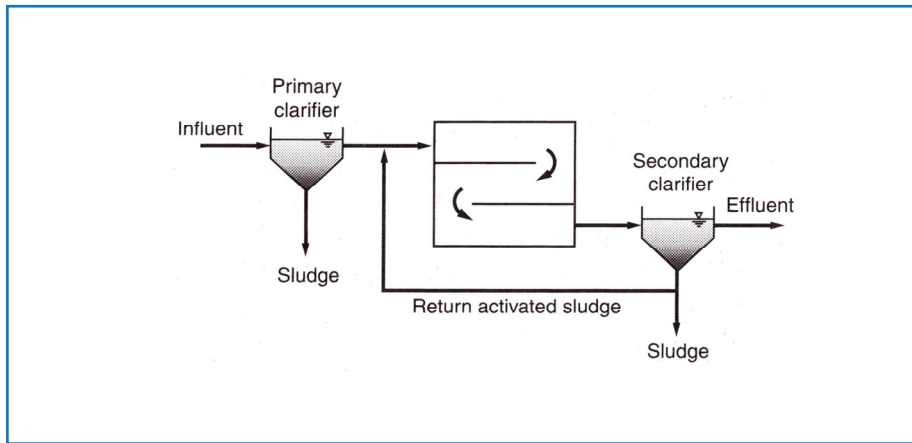 Primary
clarifier
Influent
Secondary
clarifier
Effluent
Sludge
Return activated sludge
Sludge